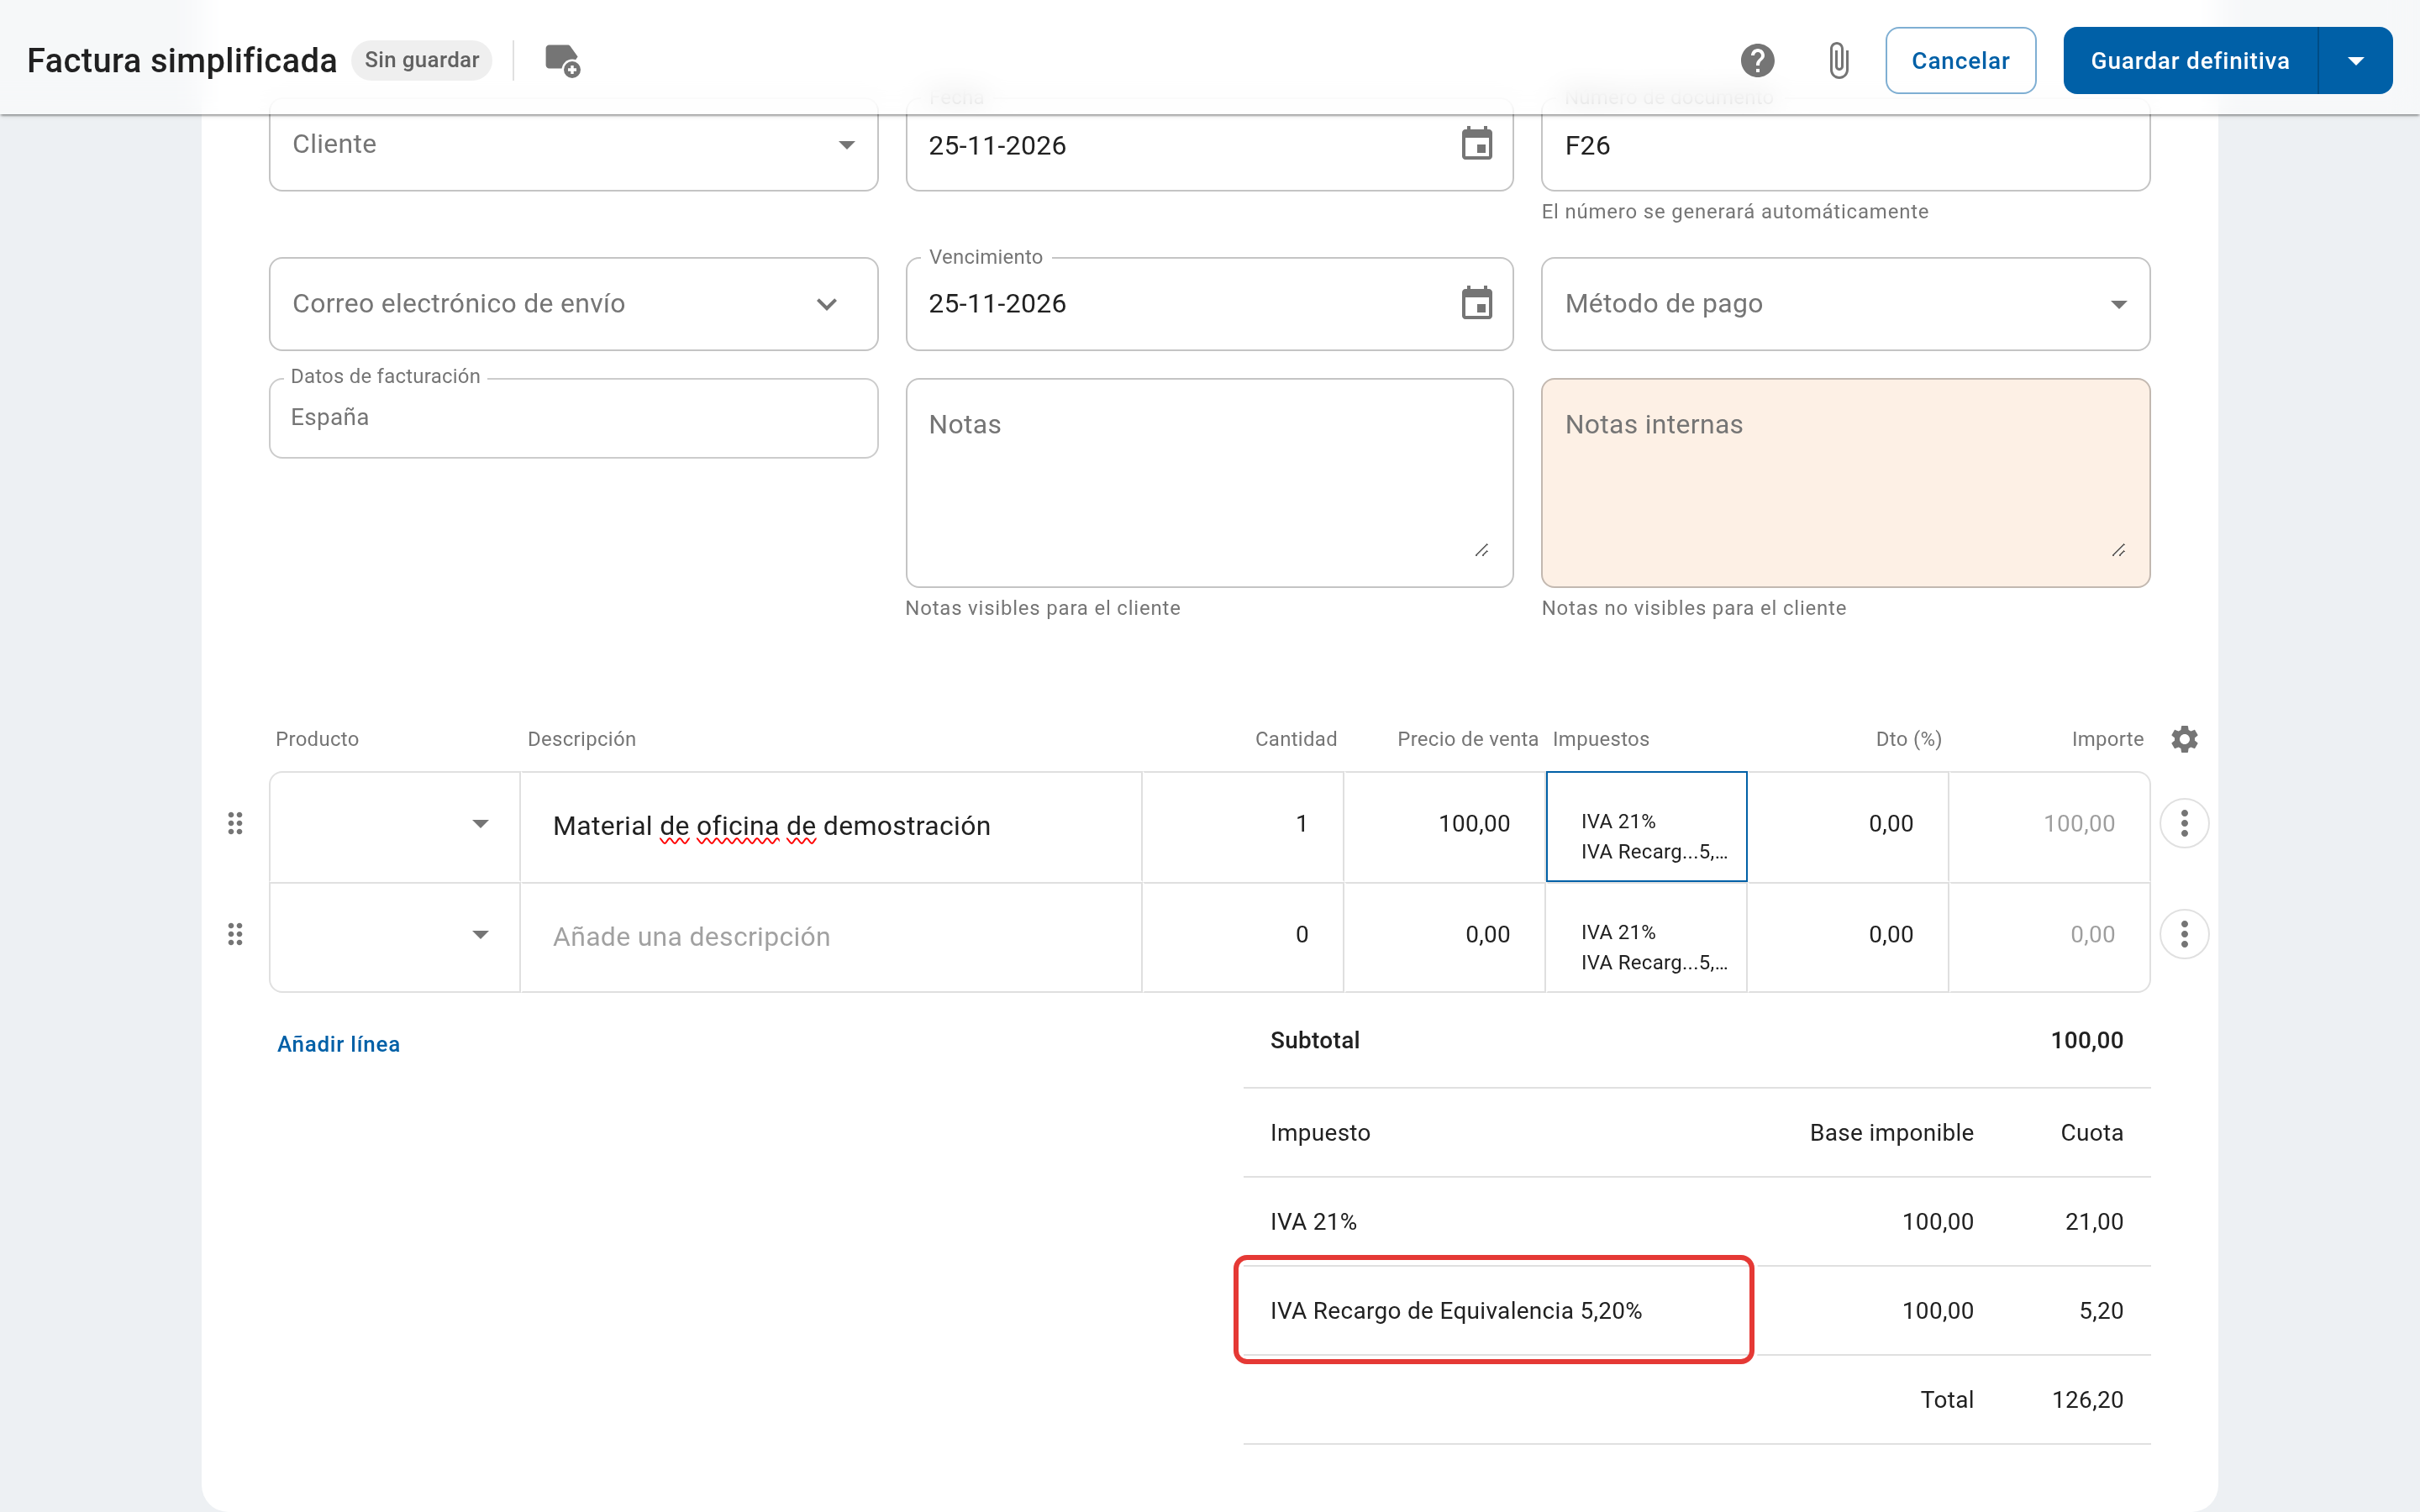 Factura simplificada
Sin guardar
Cancelar
Guardar definitiva
Fecha
Número de documento
Cliente
25-11-2026
F26
El número se generará automáticamente
Correo electrónico de envío
Vencimiento
25-11-2026
Método de pago
Datos de facturación
España
Notas
Notas internas
Notas visibles para el cliente
Notas no visibles para el cliente
Producto Descripción Cantidad Precio de venta Impuestos Dto (%) Importe
Material de oficina de demostración 1 100,00 IVA 21% 0,00 100,00
IVA Recarg...5,...
Añade una descripción 0 0,00 IVA 21% 0,00 0,00
IVA Recarg...5,...
Añadir línea
Subtotal 100,00
Impuesto Base imponible Cuota
IVA 21% 100,00 21,00
IVA Recargo de Equivalencia 5,20% 100,00 5,20
Total 126,20